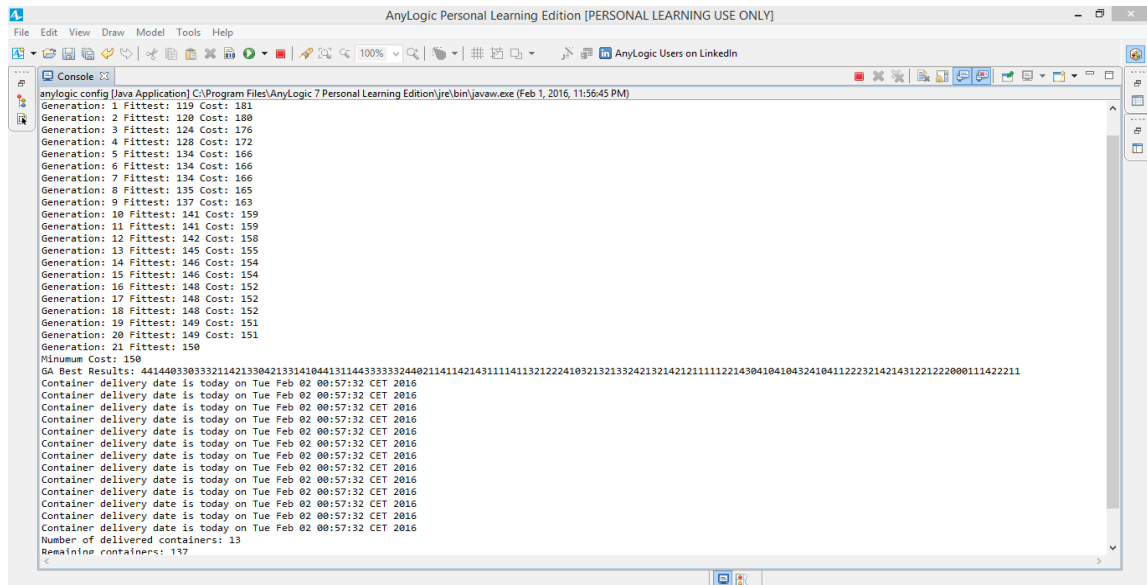 AnyLogic Personal Learning Edition [PERSONAL LEARNING USE ONLY]
File Edit View Draw Model Tools Help
100% AnyLogic Users on LinkedIn
Console
anylogic config [Java Application] C:\Program Files\AnyLogic 7 Personal Learning Edition\jre\bin\javaw.exe (Feb 1, 2016, 11:56:45 PM)
Generation: 1 Fittest: 119 Cost: 181
Generation: 2 Fittest: 120 Cost: 180
Generation: 3 Fittest: 124 Cost: 176
Generation: 4 Fittest: 128 Cost: 172
Generation: 5 Fittest: 134 Cost: 166
Generation: 6 Fittest: 134 Cost: 166
Generation: 7 Fittest: 134 Cost: 166
Generation: 8 Fittest: 135 Cost: 165
Generation: 9 Fittest: 137 Cost: 163
Generation: 10 Fittest: 141 Cost: 159
Generation: 11 Fittest: 141 Cost: 159
Generation: 12 Fittest: 142 Cost: 158
Generation: 13 Fittest: 145 Cost: 155
Generation: 14 Fittest: 146 Cost: 154
Generation: 15 Fittest: 146 Cost: 154
Generation: 16 Fittest: 148 Cost: 152
Generation: 17 Fittest: 148 Cost: 152
Generation: 18 Fittest: 148 Cost: 152
Generation: 19 Fittest: 149 Cost: 151
Generation: 20 Fittest: 149 Cost: 151
Generation: 21 Fittest: 150
Minumum Cost: 150
GA Best Results:
Container delivery date is today on Tue Feb 02 00:57:32 CET 2016
Container delivery date is today on Tue Feb 02 00:57:32 CET 2016
Container delivery date is today on Tue Feb 02 00:57:32 CET 2016
Container delivery date is today on Tue Feb 02 00:57:32 CET 2016
Container delivery date is today on Tue Feb 02 00:57:32 CET 2016
Container delivery date is today on Tue Feb 02 00:57:32 CET 2016
Container delivery date is today on Tue Feb 02 00:57:32 CET 2016
Container delivery date is today on Tue Feb 02 00:57:32 CET 2016
Container delivery date is today on Tue Feb 02 00:57:32 CET 2016
Container delivery date is today on Tue Feb 02 00:57:32 CET 2016
Container delivery date is today on Tue Feb 02 00:57:32 CET 2016
Container delivery date is today on Tue Feb 02 00:57:32 CET 2016
Container delivery date is today on Tue Feb 02 00:57:32 CET 2016
Number of delivered containers: 13
Remaining containers: 137